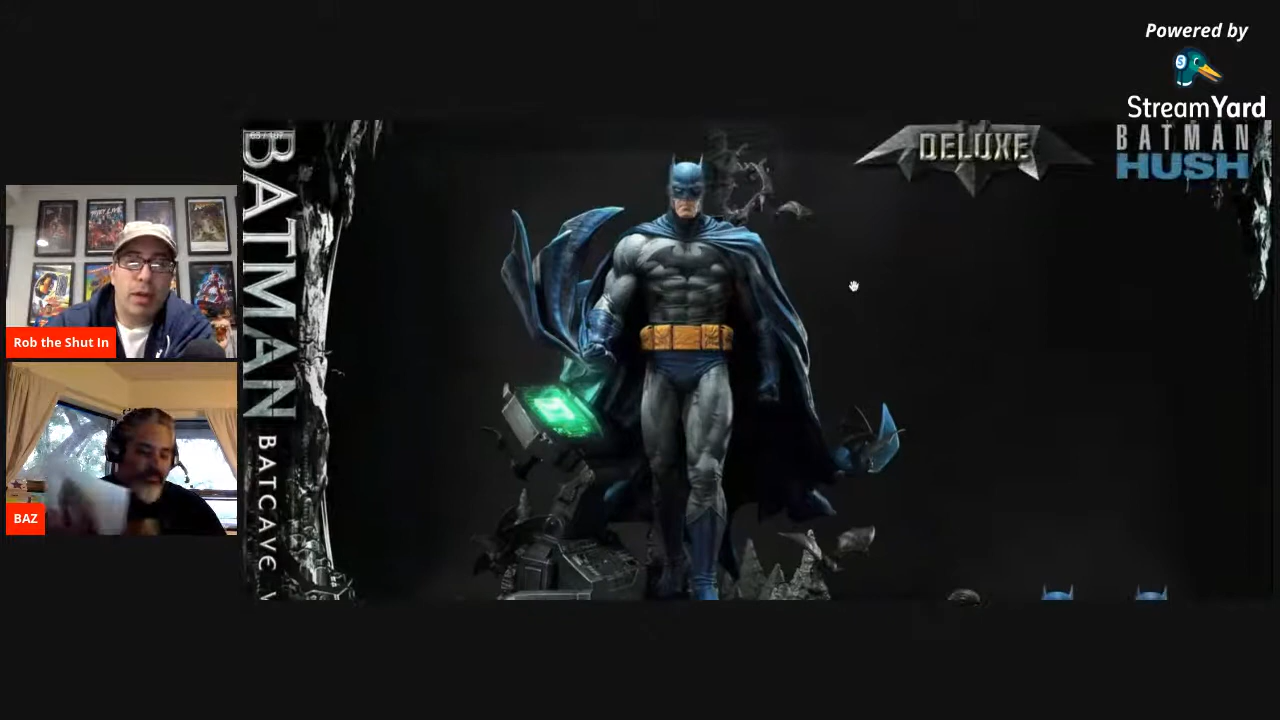 Powered by
StreamYard
DELUXE
BATMAN
HUSH
BATMAN
BATCAVE
Rob the Shut In
BAZ